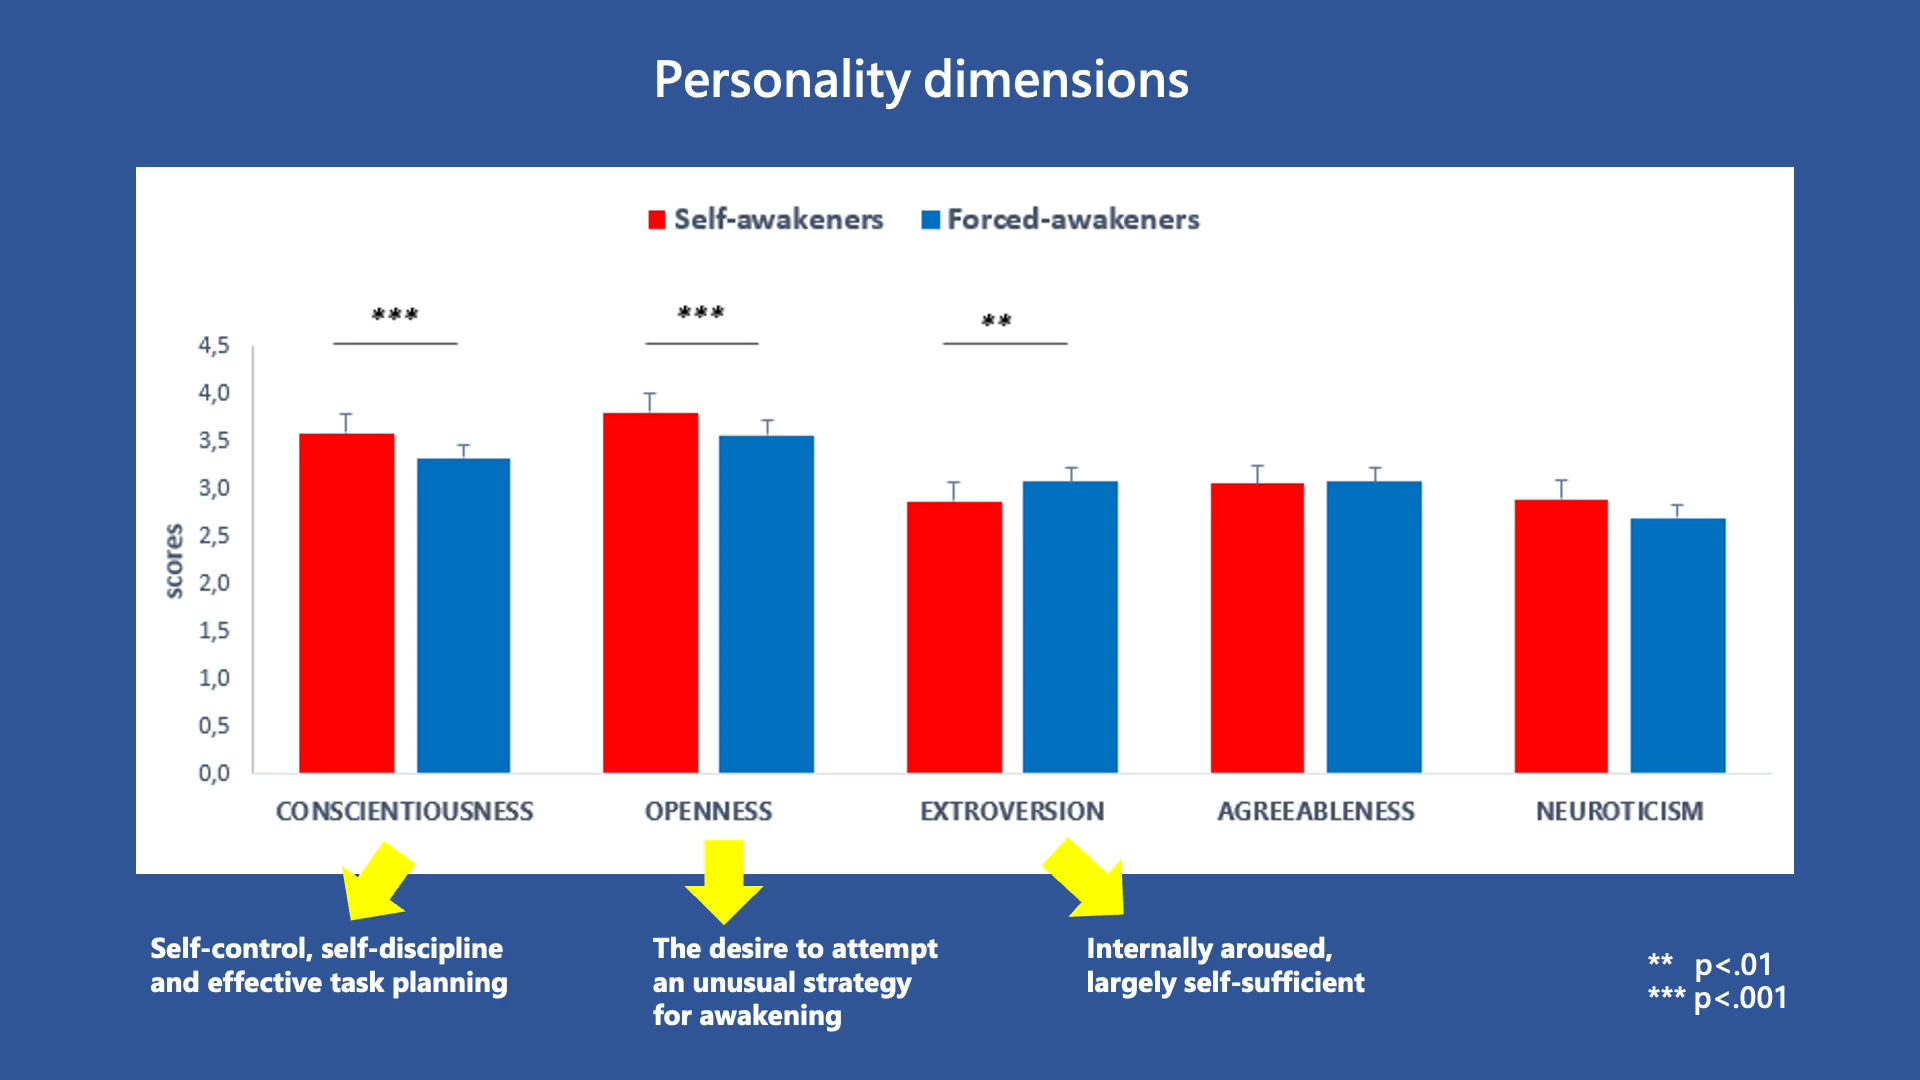 Personality dimensions
Self-awakeners Forced-awakeners
*** *** **
4,5
4,0
3,5
3,0
2,5
2,0
1,5
1,0
0,5
0,0
scores
CONSCIENTIOUSNESS OPENNESS EXTROVERSION AGREEABLENESS NEUROTICISM
Self-control, self-discipline
and effective task planning
The desire to attempt
an unusual strategy
for awakening
Internally aroused,
largely self-sufficient
** p<.01
*** p<.001